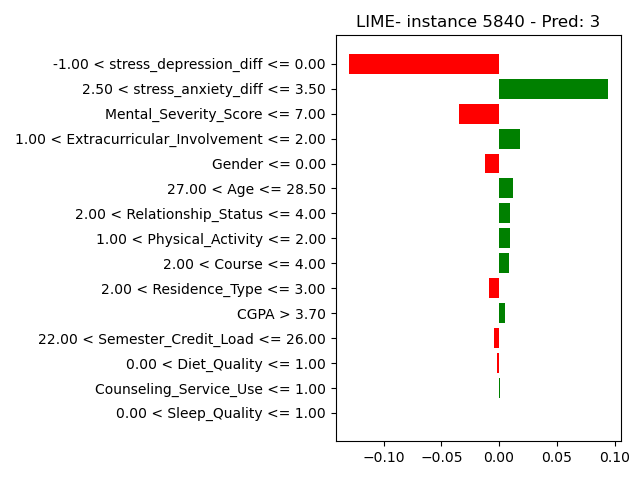 LIME- instance 5840 - Pred: 3
-1.00 < stress_depression_diff <= 0.00
2.50 < stress_anxiety_diff <= 3.50
Mental_Severity_Score <= 7.00
1.00 < Extracurricular_Involvement <= 2.00
Gender <= 0.00
27.00 < Age <= 28.50
2.00 < Relationship_Status <= 4.00
1.00 < Physical_Activity <= 2.00
2.00 < Course <= 4.00
2.00 < Residence_Type <= 3.00
CGPA > 3.70
22.00 < Semester_Credit_Load <= 26.00
0.00 < Diet_Quality <= 1.00
Counseling_Service_Use <= 1.00
0.00 < Sleep_Quality <= 1.00
−0.10 −0.05 0.00 0.05 0.10